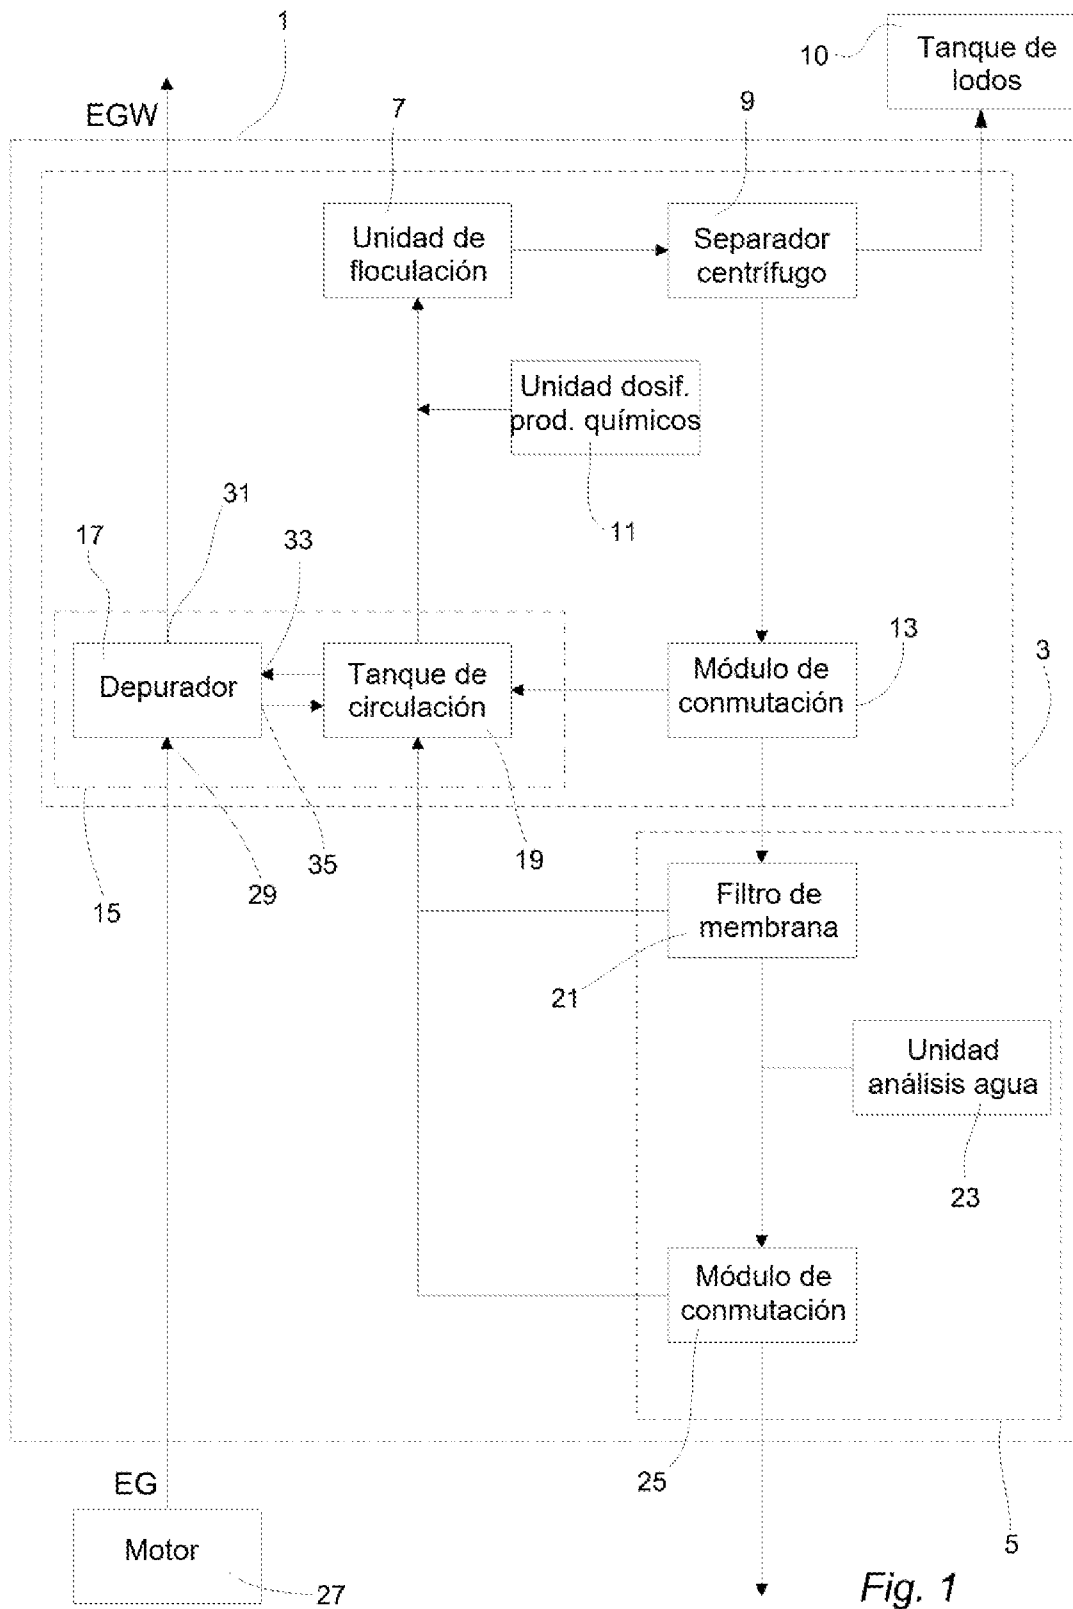 1
10
Tanque de
lodos
EGW
7
9
Unidad de
floculación
Separador
centrífugo
Unidad dosif.
prod. químicos
11
31
17
33
13
3
Depurador
Tanque de
circulación
Módulo de
conmutación
19
35
29
15
Filtro de
membrana
21
Unidad
análisis agua
23
Módulo de
conmutación
25
EG
5
Motor
27
Fig. 1